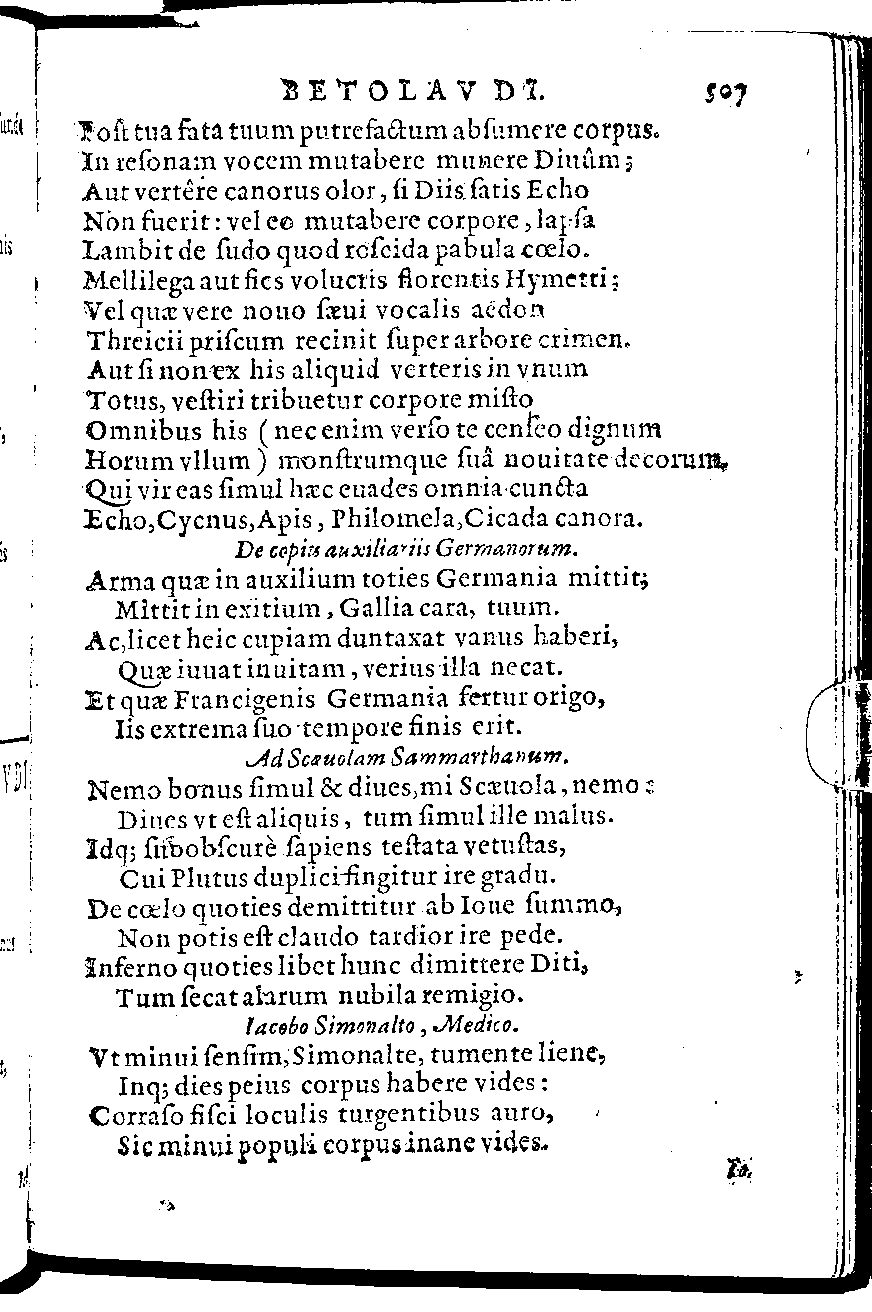 BETOLAVDI. 507
Post tua fata tuum putrefactum absumere corpus.
In resonam vocem mutabere munere Diuûm;
Aut vertêre canorus olor, si Diis satis Echo
Non fuerit: vel eo mutabere corpore, lapsa
Lambit de sudo quod roscida pabula cœlo.
Mellilega aut fies volucris florentis Hymetti;
Vel quæ vere nouo sæui vocalis aëdon
Threicii priscum recinit super arbore crimen.
Aut si non ex his aliquid verteris in vnum
Totus, vestiri tribuetur corpore misto
Omnibus his (nec enim verso te censeo dignum
Horum vllum) monstrumque suâ nouitate decorum,
Qui vir eas simul hæc euades omnia cuncta
Echo, Cycnus, Apis, Philomela, Cicada canora.
De copiis auxiliariis Germanorum.
Arma quæ in auxilium toties Germania mittit;
Mittit in exitium, Gallia cara, tuum.
Ac, licet heic cupiam duntaxat vanus haberi,
Quæ iuuat inuitam, verius illa necat.
Et quæ Francigenis Germania fertur origo,
Iis extrema suo tempore finis erit.
Ad Scæuolam Sammarthanum.
Nemo bonus simul & diues, mi Scæuola, nemo:
Diues vt est aliquis, tum simul ille malus.
Idq; subobscurè sapiens testata vetustas,
Cui Plutus duplici fingitur ire gradu.
De cœlo quoties demittitur ab Ioue summo,
Non potis est claudo tardior ire pede.
Inferno quoties libet hunc dimittere Diti,
Tum secat alarum nubila remigio.
Iacobo Simonalto, Medico.
Vt minui sensim, Simonalte, tumente liene,
Inq; dies peius corpus habere vides:
Corraso fisci loculis turgentibus auro,
Sic minui populi corpus inane vides.